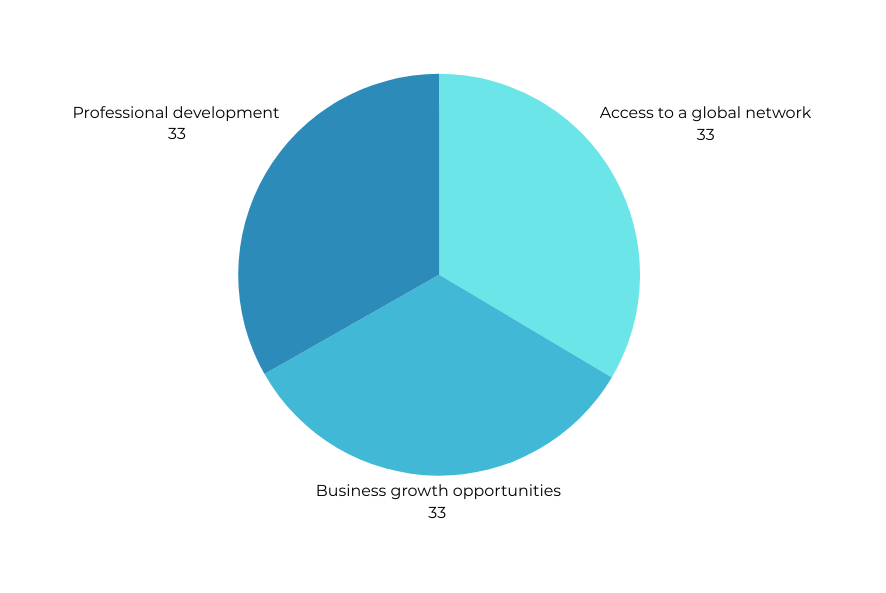 Professional development
33
Access to a global network
33
Business growth opportunities
33